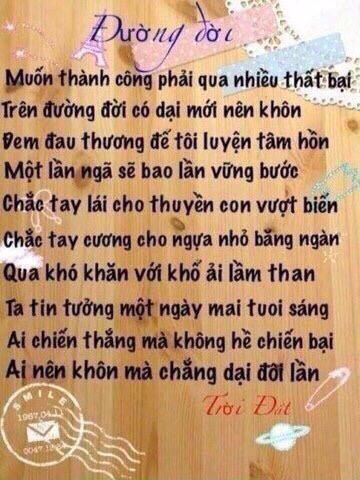 Đường đời
Muốn thành công phải qua nhiều thất bại
Trên đường đời có dại mới nên khôn
Đem đau thương để tôi luyện tâm hồn
Một lần ngã sẽ bao lần vững bước
Chắc tay lái cho thuyền con vượt biển
Chắc tay cương cho ngựa nhỏ băng ngàn
Qua khó khăn với khổ ải lầm than
Ta tin tưởng một ngày mai tươi sáng
Ai chiến thắng mà không hề chiến bại
Ai nên khôn mà chẳng dại đôi lần
Trời Đất
SMILE